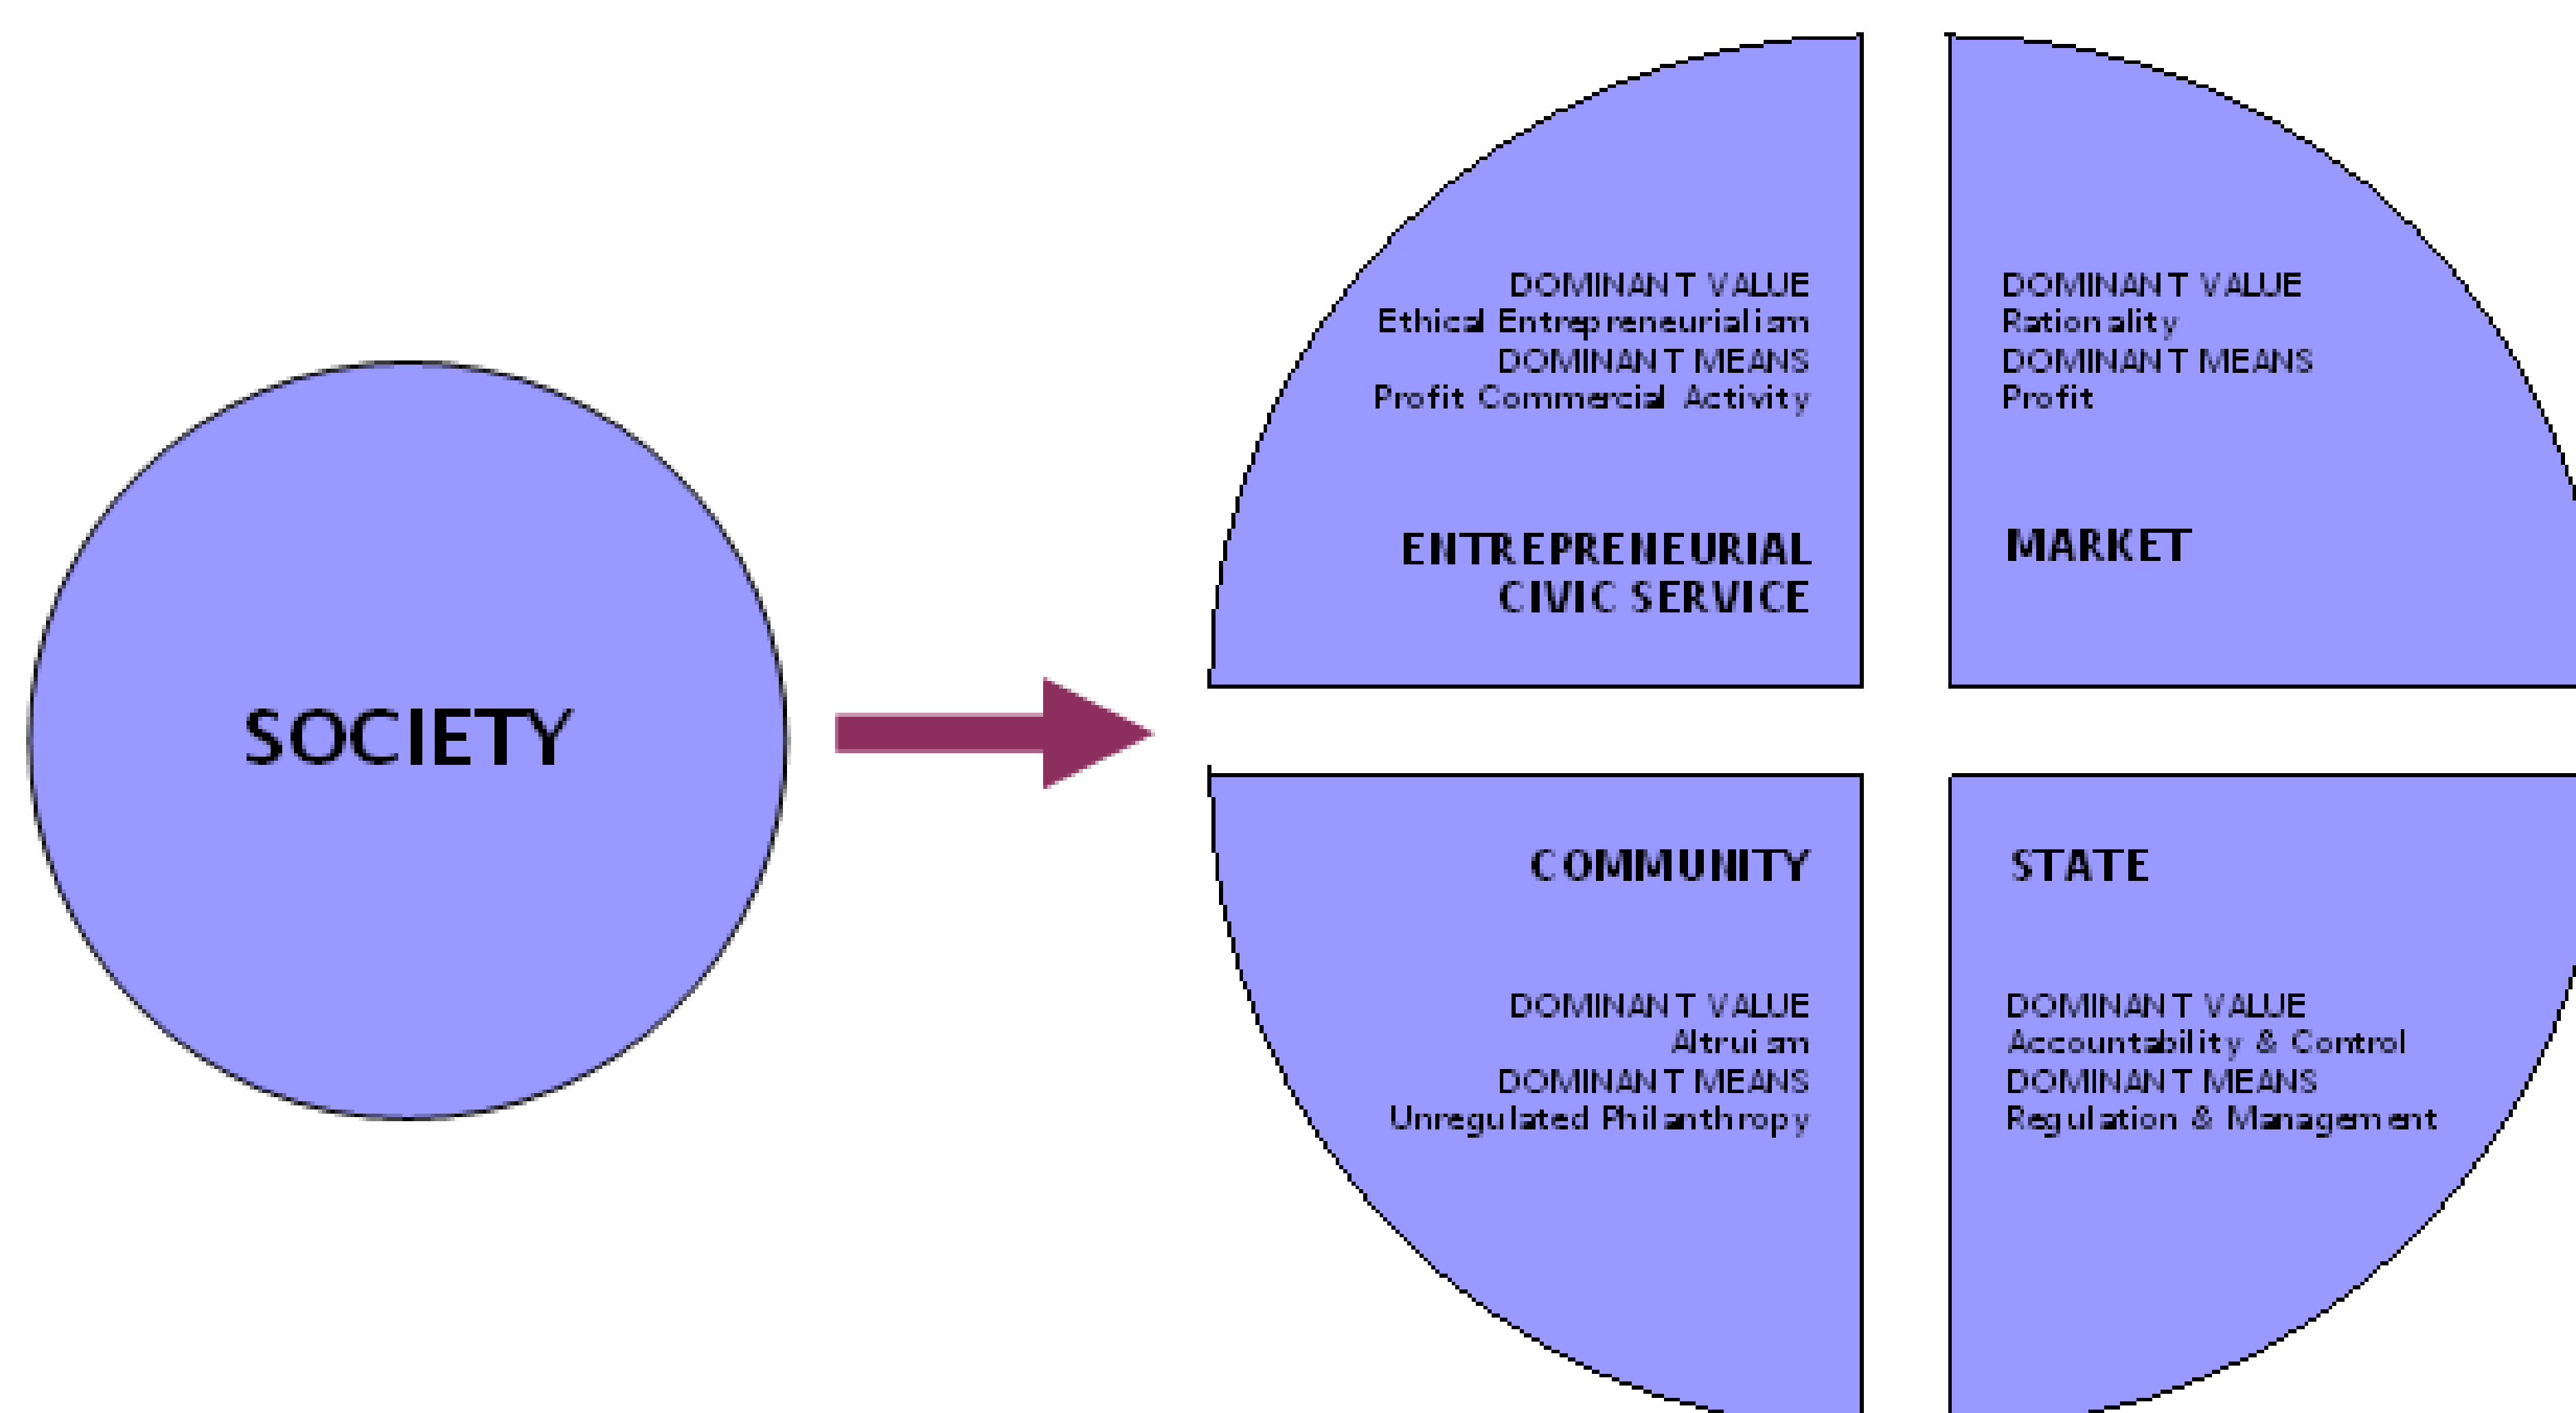 SOCIETY
DOMINANT VALUE
Ethical Entrepreneurialism
DOMINANT MEANS
Profit Commercial Activity
ENTREPRENEURIAL
CIVIC SERVICE
DOMINANT VALUE
Rationality
DOMINANT MEANS
Profit
MARKET
COMMUNITY
DOMINANT VALUE
Altruism
DOMINANT MEANS
Unregulated Philanthropy
STATE
DOMINANT VALUE
Accountability & Control
DOMINANT MEANS
Regulation & Management